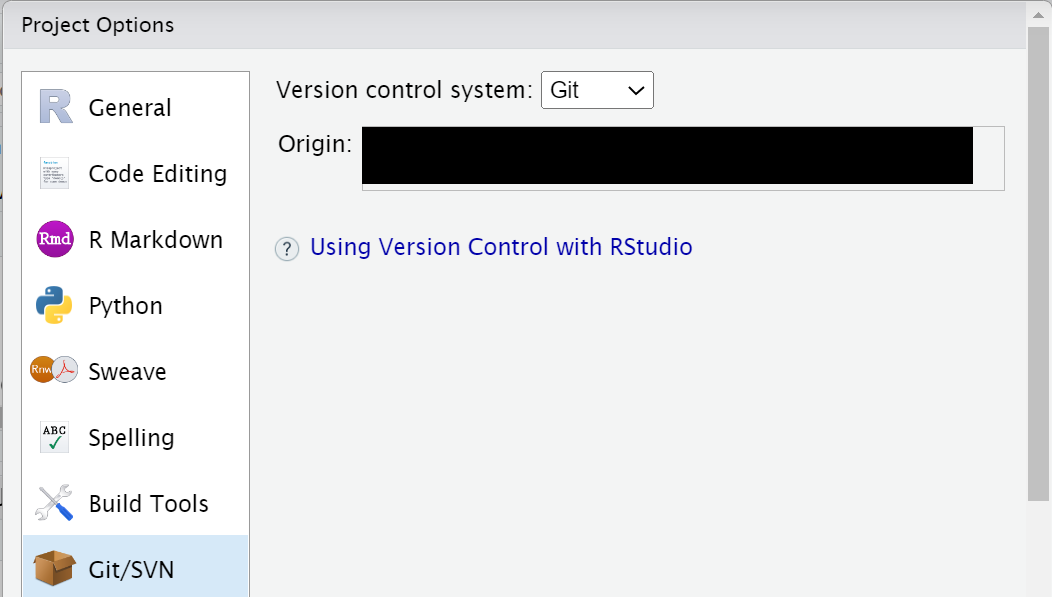 Project Options
General
Code Editing
R Markdown
Python
Sweave
Spelling
Build Tools
Git/SVN
Version control system: Git
Origin:
? Using Version Control with RStudio
R
Rmd
Rnw
ABC